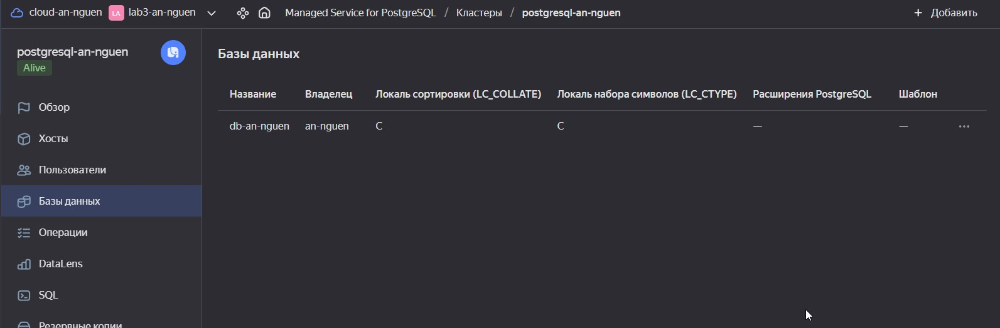 cloud-an-nguen LA lab3-an-nguen Managed Service for PostgreSQL / Кластеры / postgresql-an-nguen + Добавить
postgresql-an-nguen
Alive
Обзор
Хосты
Пользователи
Базы данных
Операции
DataLens
SQL
Резервные копии
Базы данных
Название Владелец Локаль сортировки (LC_COLLATE) Локаль набора символов (LC_CTYPE) Расширения PostgreSQL Шаблон
db-an-nguen an-nguen C C — — ...